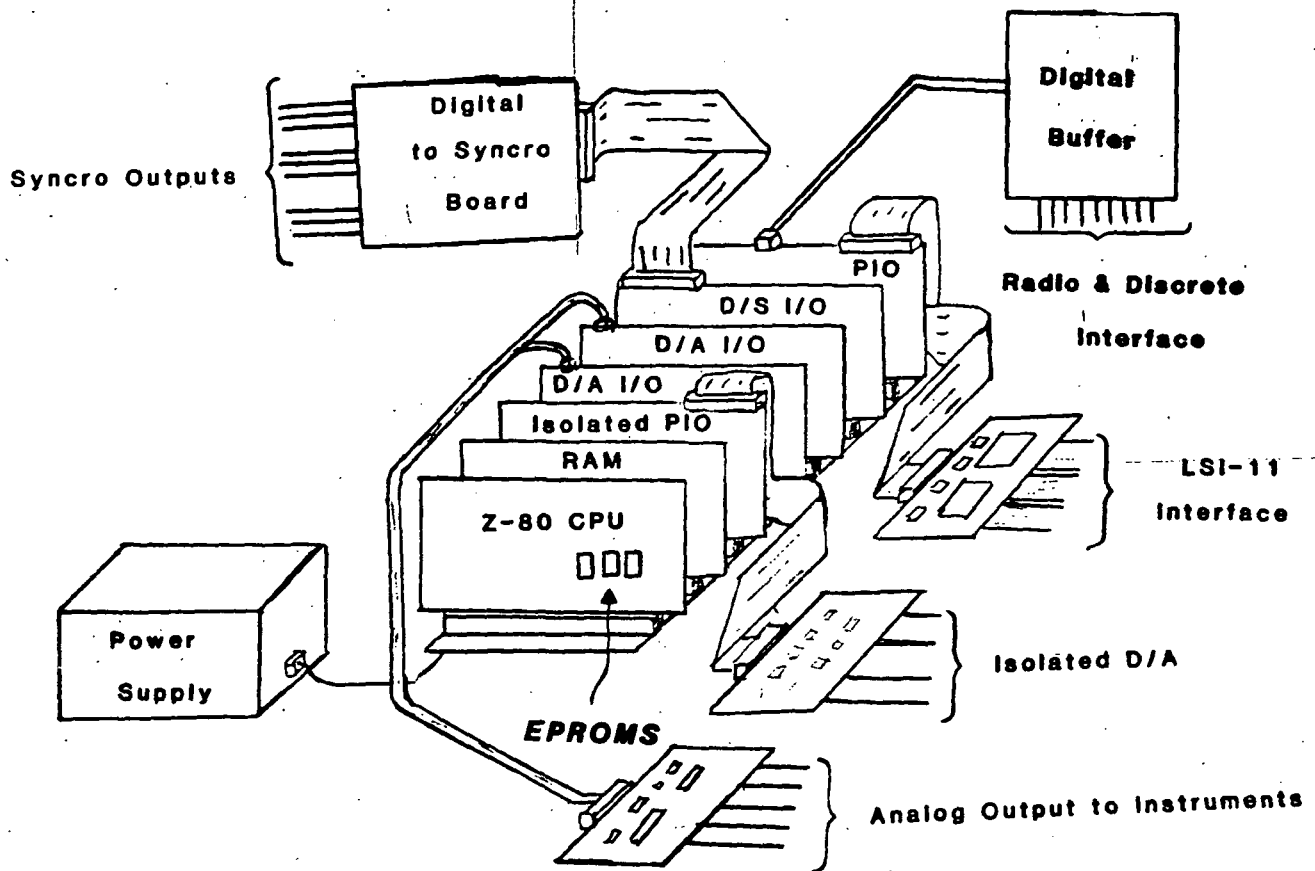 Digital
to Syncro
Board
Syncro Outputs
Digital
Buffer
Radio & Discrete
Interface
PIO
D/S I/O
D/A I/O
D/A I/O
Isolated PIO
RAM
Z-80 CPU
LSI-11
Interface
Power
Supply
EPROMS
Isolated D/A
Analog Output to Instruments